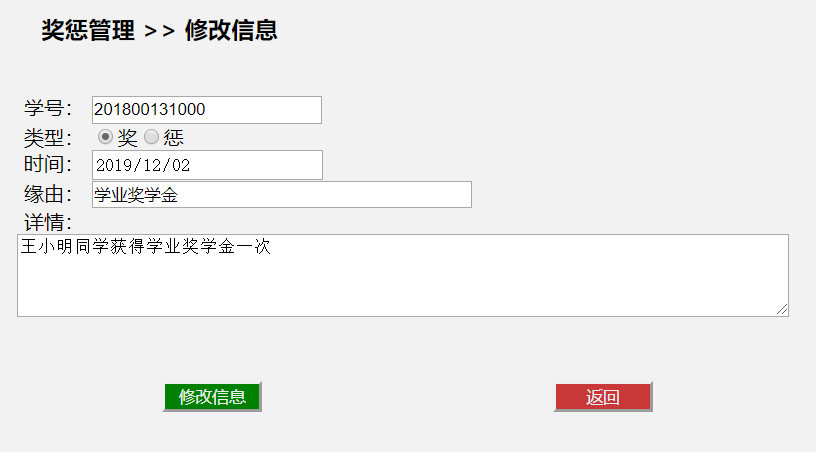 奖惩管理 >> 修改信息
学号： 201800131000
类型： 奖 惩
时间： 2019/12/02
缘由： 学业奖学金
详情：
王小明同学获得学业奖学金一次
修改信息 返回